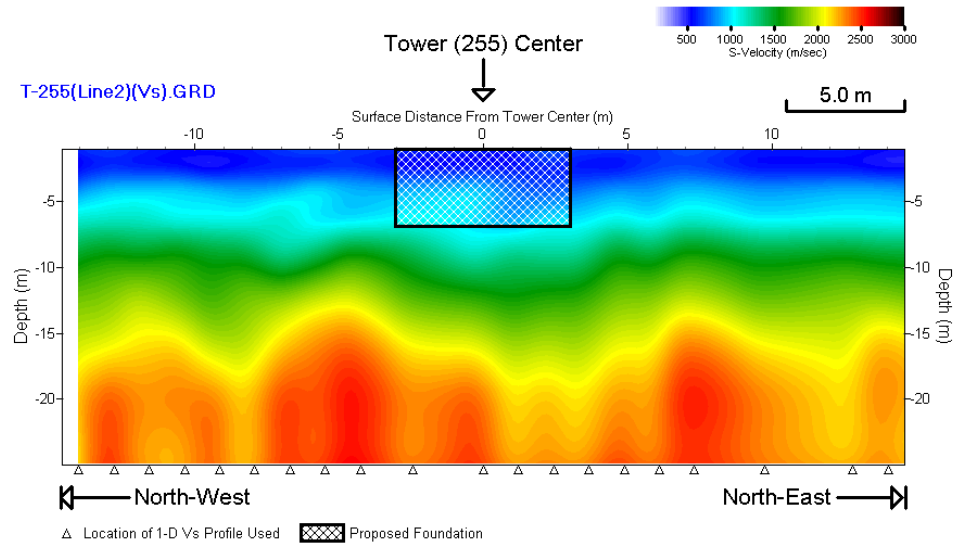 500 1000 1500 2000 2500 3000
S-Velocity (m/sec)
Tower (255) Center
T-255(Line2)(Vs).GRD
5.0 m
Surface Distance From Tower Center (m)
-10 -5 0 5 10
-5 -5
-10 -10
-15 -15
-20 -20
Depth (m)
Depth (m)
North-West
North-East
Location of 1-D Vs Profile Used
Proposed Foundation